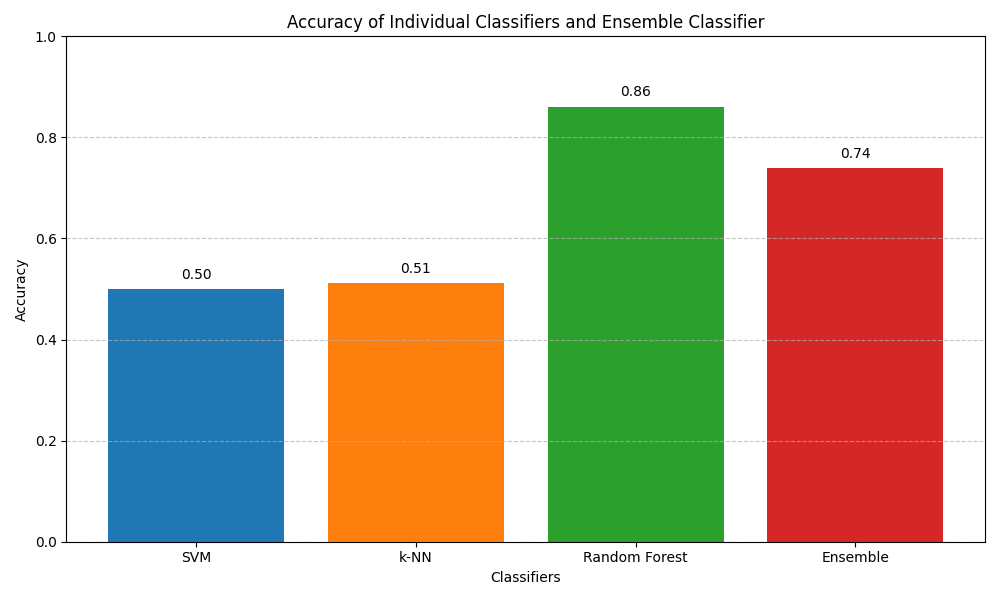 Accuracy of Individual Classifiers and Ensemble Classifier
1.0
0.8
0.6
0.4
0.2
0.0
Accuracy
0.50
0.51
0.86
0.74
SVM
k-NN
Random Forest
Ensemble
Classifiers